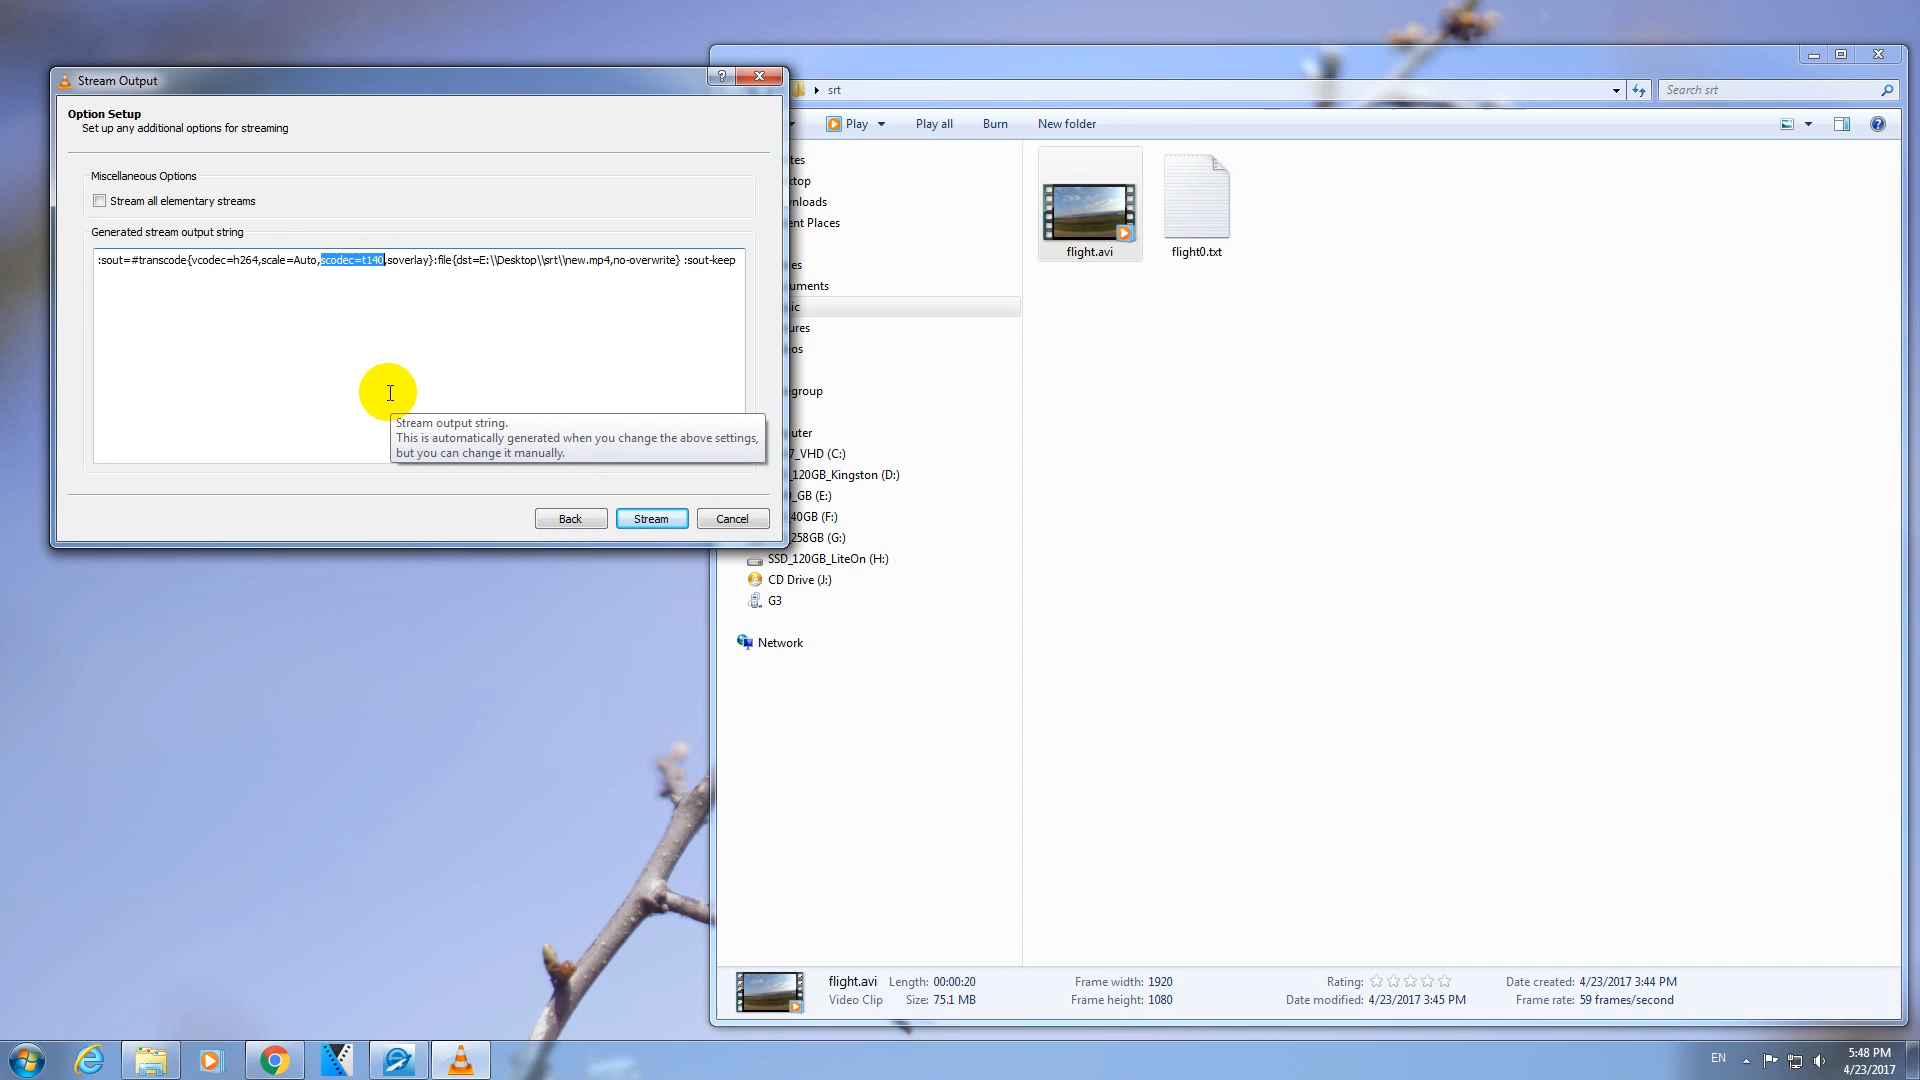 Stream Output
?
Option Setup
Set up any additional options for streaming
Miscellaneous Options
Stream all elementary streams
Generated stream output string
:sout=#transcode{vcodec=h264,scale=Auto,scodec=t140,soverlay}:file{dst=E:\\Desktop\\srt\\new.mp4,no-overwrite} :sout-keep
Stream output string.
This is automatically generated when you change the above settings,
but you can change it manually.
Back
Stream
Cancel
srt
Search srt
Play
Play all
Burn
New folder
flight.avi
flight0.txt
tes
ktop
nloads
ent Places
es
uments
ic
ures
os
group
uter
7_VHD (C:)
120GB_Kingston (D:)
_GB (E:)
40GB (F:)
258GB (G:)
SSD_120GB_LiteOn (H:)
CD Drive (J:)
G3
Network
flight.avi Length: 00:00:20 Frame width: 1920 Rating: Date created: 4/23/2017 3:44 PM
Video Clip Size: 75.1 MB Frame height: 1080 Date modified: 4/23/2017 3:45 PM Frame rate: 59 frames/second
EN
5:48 PM
4/23/2017